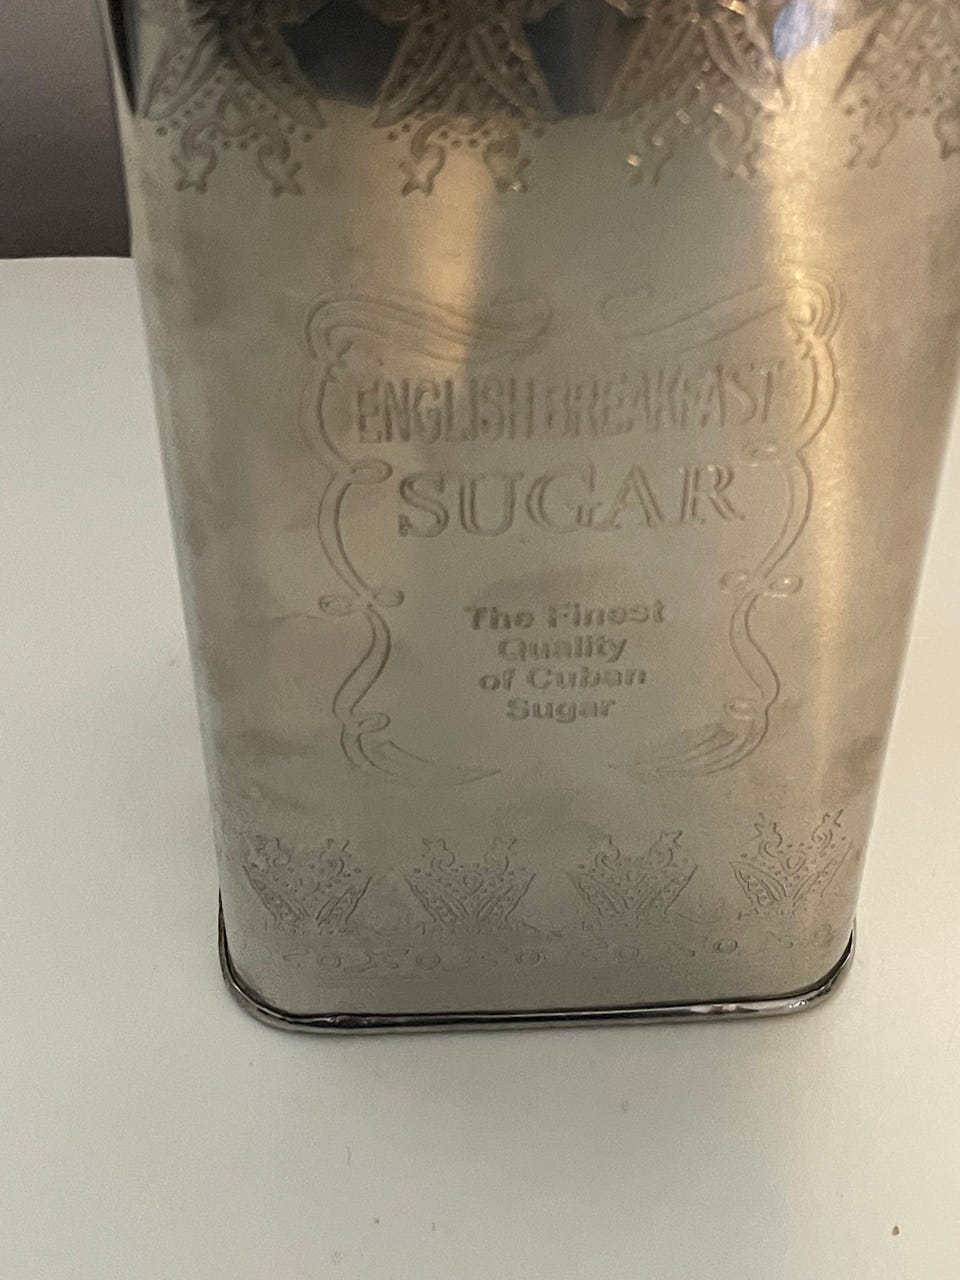 ENGLISH BREAKFAST
SUGAR
The Finest
Quality
of Cuban
Sugar